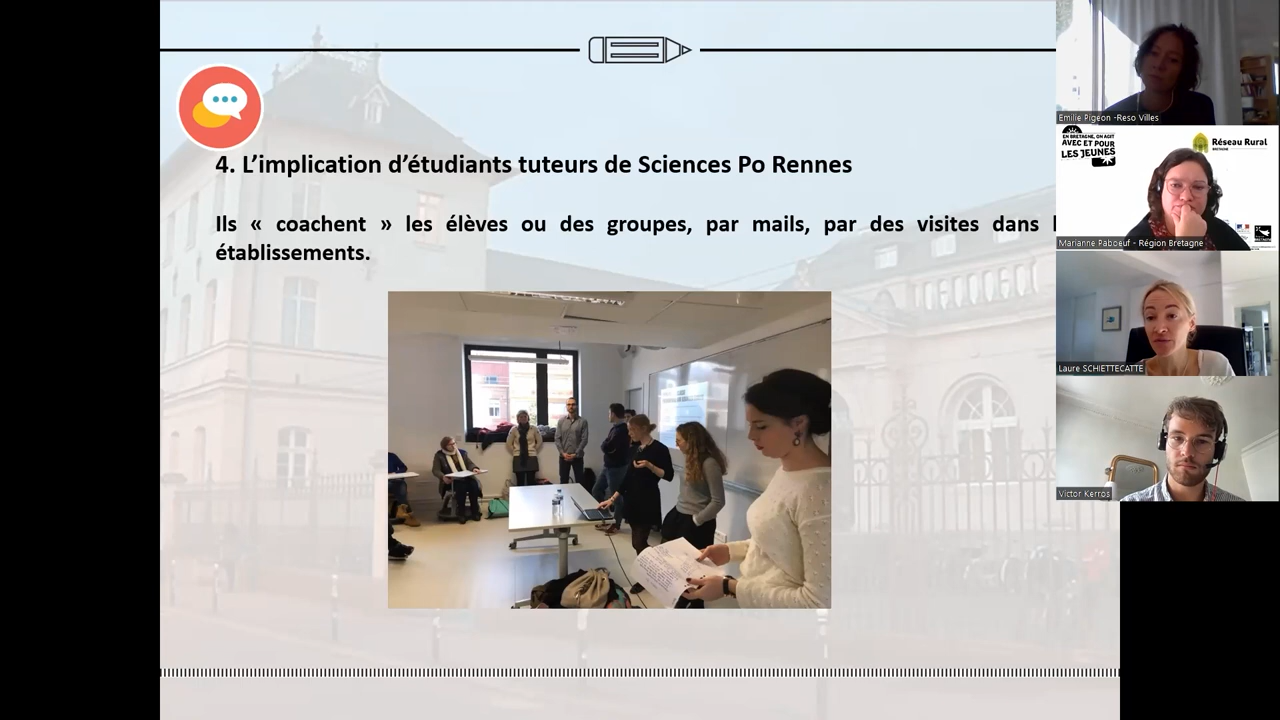 4. L’implication d’étudiants tuteurs de Sciences Po Rennes
Ils « coachent » les élèves ou des groupes, par mails, par des visites dans
établissements.
Emilie Pigeon -Reso Villes
EN BRETAGNE, ON AGIT
AVEC ET POUR
LES JEUNES
Réseau Rural
BRETAGNE
Marianne Paboeuf - Région Bretagne
Laure SCHIETTECATTE
Victor Kerros